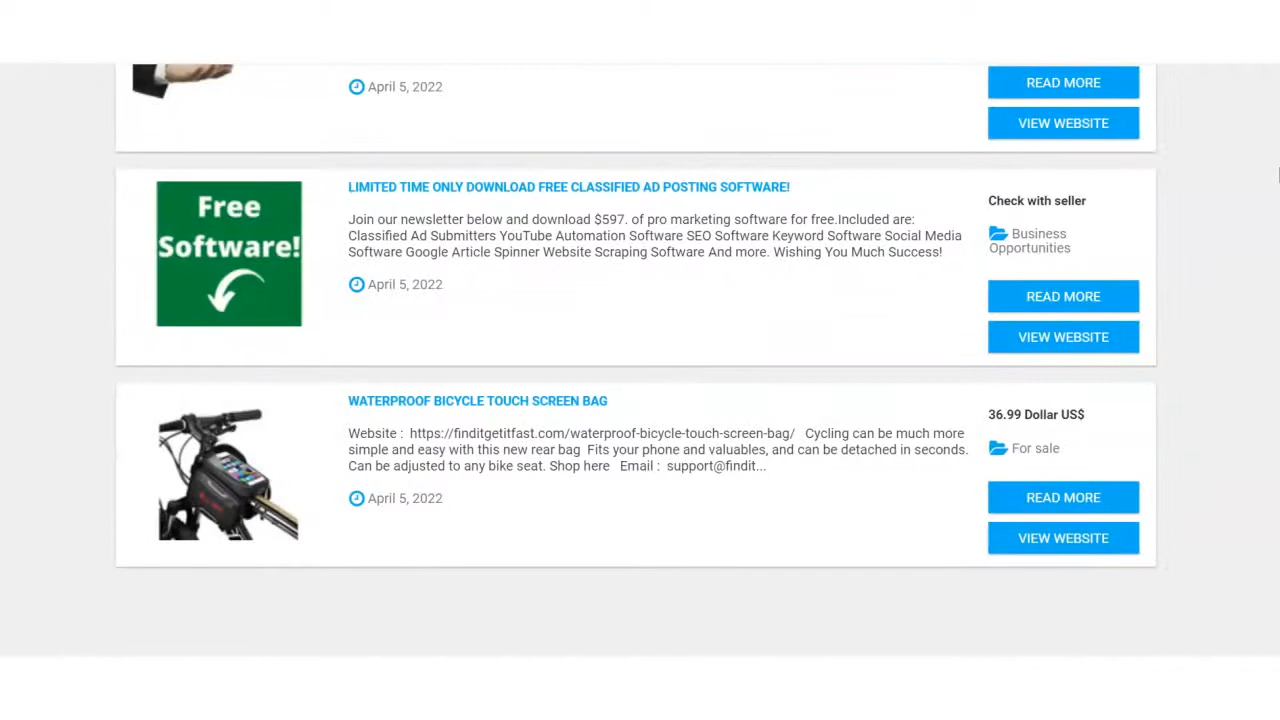 April 5, 2022
READ MORE
VIEW WEBSITE
Free
Software!
LIMITED TIME ONLY DOWNLOAD FREE CLASSIFIED AD POSTING SOFTWARE!
Join our newsletter below and download $597. of pro marketing software for free.Included are:
Classified Ad Submitters YouTube Automation Software SEO Software Keyword Software Social Media
Software Google Article Spinner Website Scraping Software And more. Wishing You Much Success!
April 5, 2022
Check with seller
Business
Opportunities
READ MORE
VIEW WEBSITE
WATERPROOF BICYCLE TOUCH SCREEN BAG
Website :  https://finditgetitfast.com/waterproof-bicycle-touch-screen-bag/   Cycling can be much more
simple and easy with this new rear bag  Fits your phone and valuables, and can be detached in seconds.
Can be adjusted to any bike seat. Shop here   Email :  support@findit...
April 5, 2022
36.99 Dollar US$
For sale
READ MORE
VIEW WEBSITE